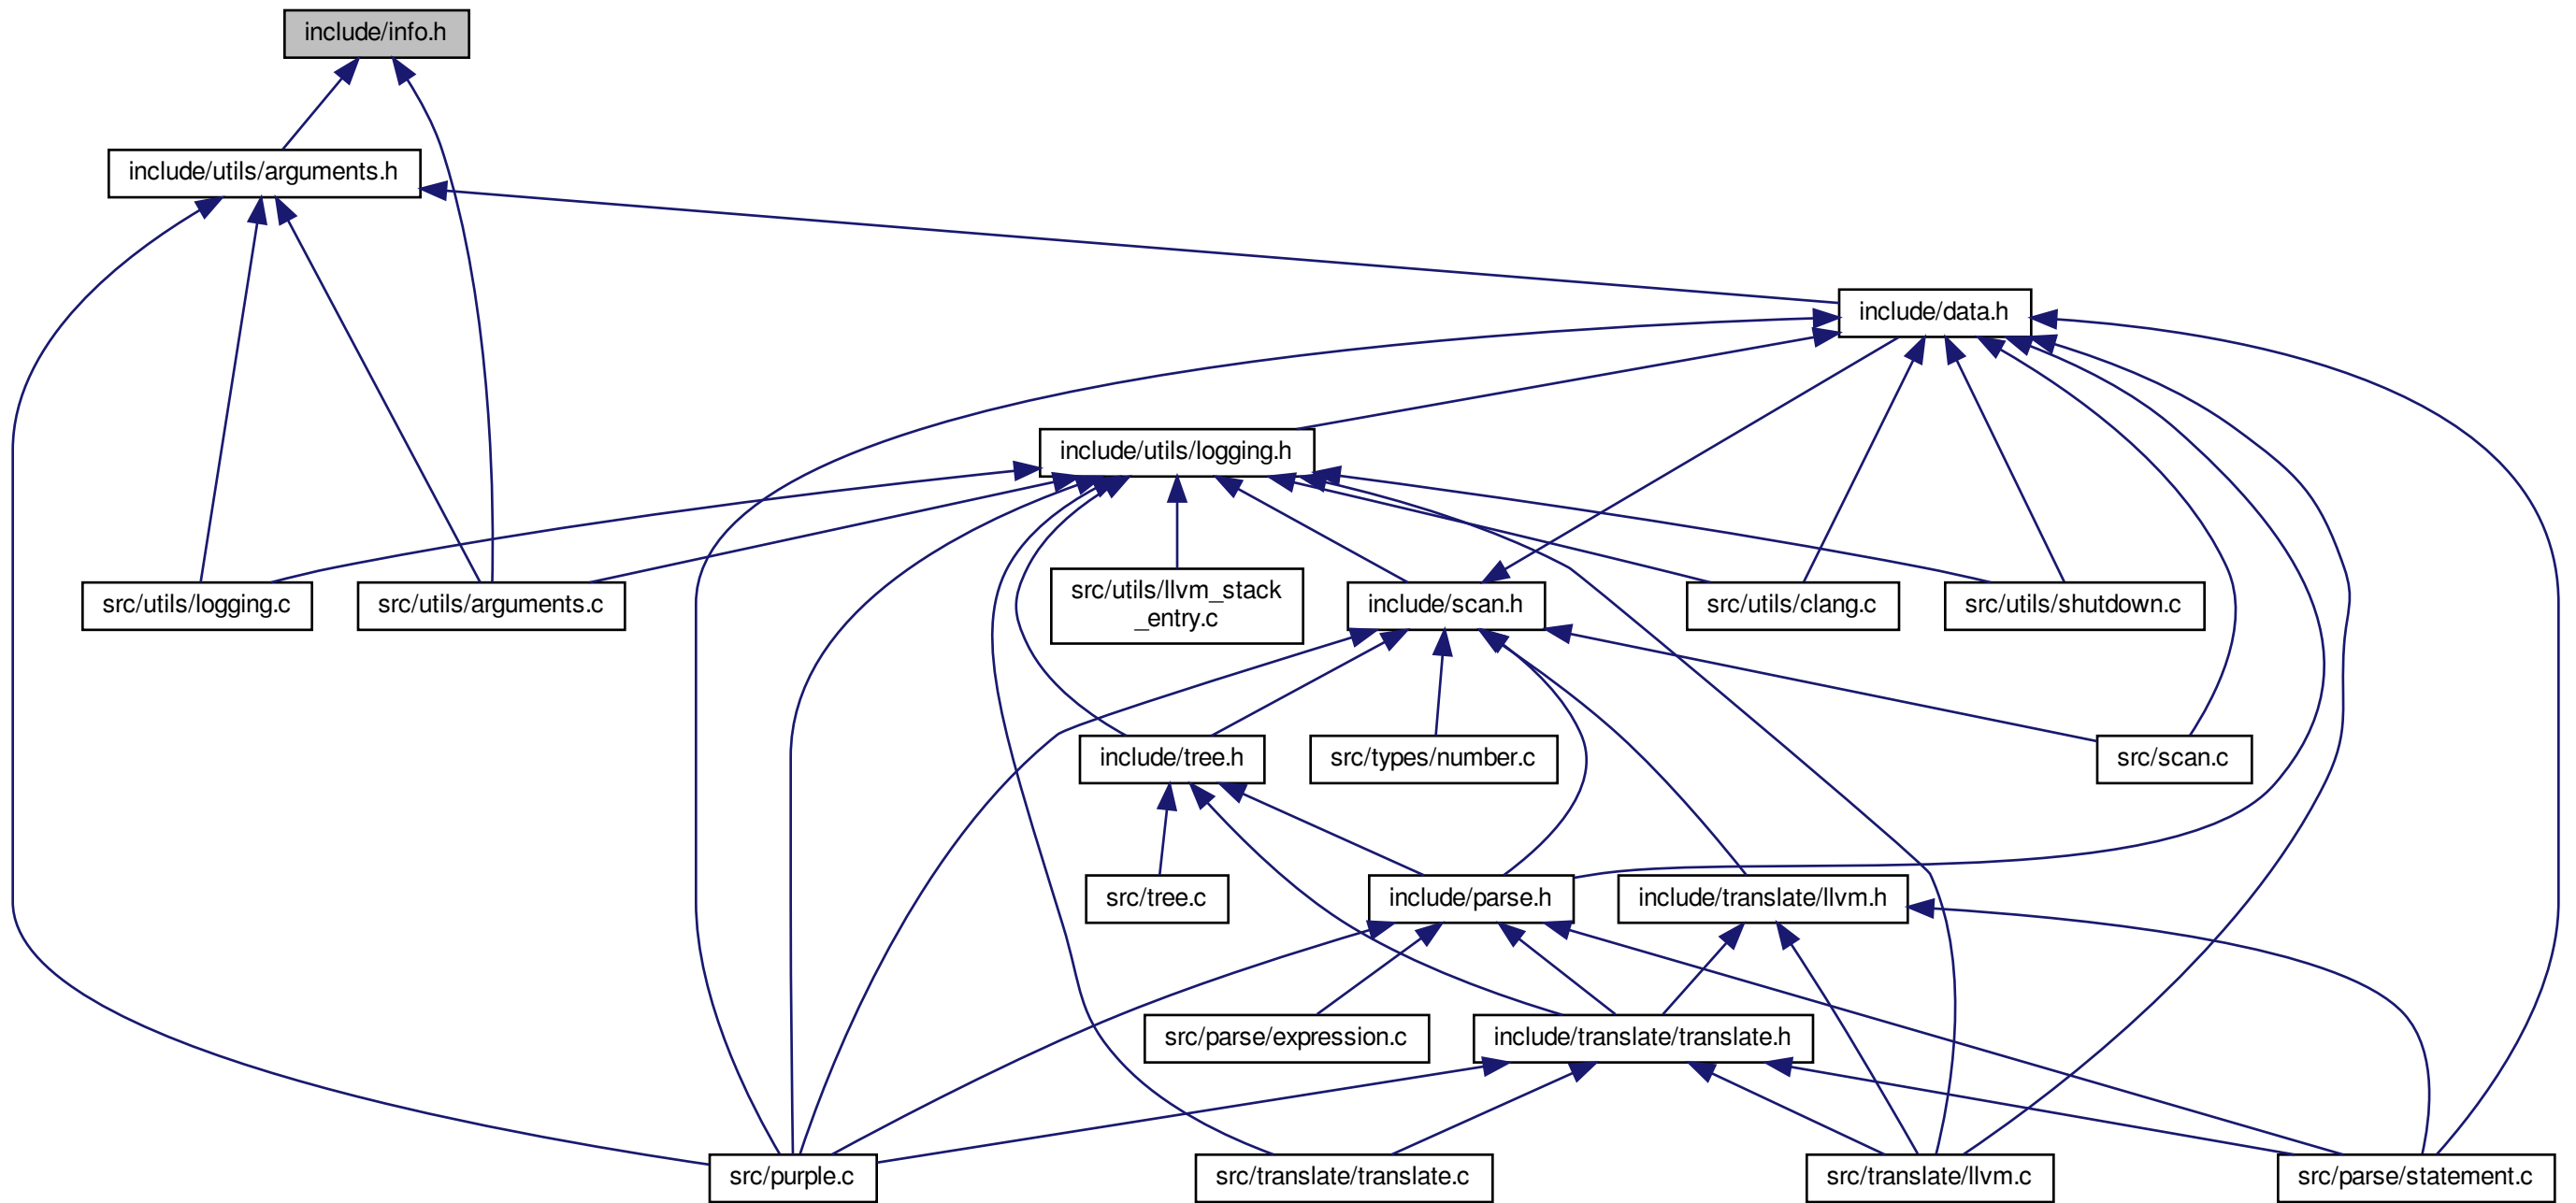 include/info.h
include/utils/arguments.h
include/data.h
include/utils/logging.h
src/utils/logging.c
src/utils/arguments.c
src/utils/llvm_stack
_entry.c
include/scan.h
src/utils/clang.c
src/utils/shutdown.c
include/tree.h
src/types/number.c
src/scan.c
src/tree.c
include/parse.h
include/translate/llvm.h
src/parse/expression.c
include/translate/translate.h
src/purple.c
src/translate/translate.c
src/translate/llvm.c
src/parse/statement.c